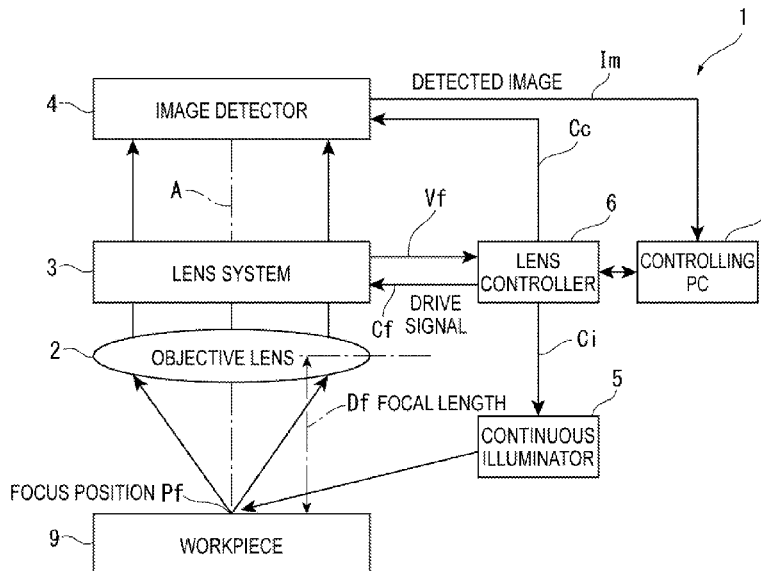 1
DETECTED IMAGE
Im
4
IMAGE DETECTOR
Cc
A
Vf
6
3
LENS SYSTEM
LENS
CONTROLLER
CONTROLLING
PC
Cf
DRIVE
SIGNAL
Ci
2
OBJECTIVE LENS
Df FOCAL LENGTH
5
CONTINUOUS
ILLUMINATOR
FOCUS POSITION Pf
9
WORKPIECE